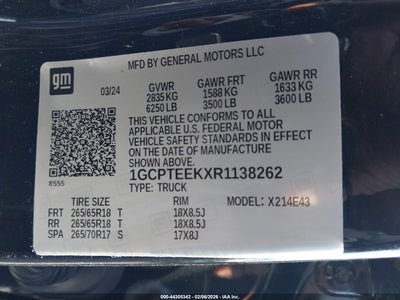 MFD BY GENERAL MOTORS LLC
gm
03/24
GVWR GAWR FRT GAWR RR
2835 KG 1588 KG 1633 KG
6250 LB 3500 LB 3600 LB
THIS VEHICLE CONFORMS TO ALL
APPLICABLE U.S. FEDERAL MOTOR
VEHICLE SAFETY STANDARDS IN EFFECT
ON THE DATE OF MANUFACTURE SHOWN
ABOVE.
8555
1GCPTEEKXR1138262
TYPE: TRUCK
TIRE SIZE RIM MODEL: X214E43
FRT 265/65R18 T 18X8.5J
RR 265/65R18 T 18X8.5J
SPA 265/70R17 S 17X8J
000-44305342 - 02/06/2026 - IAAI